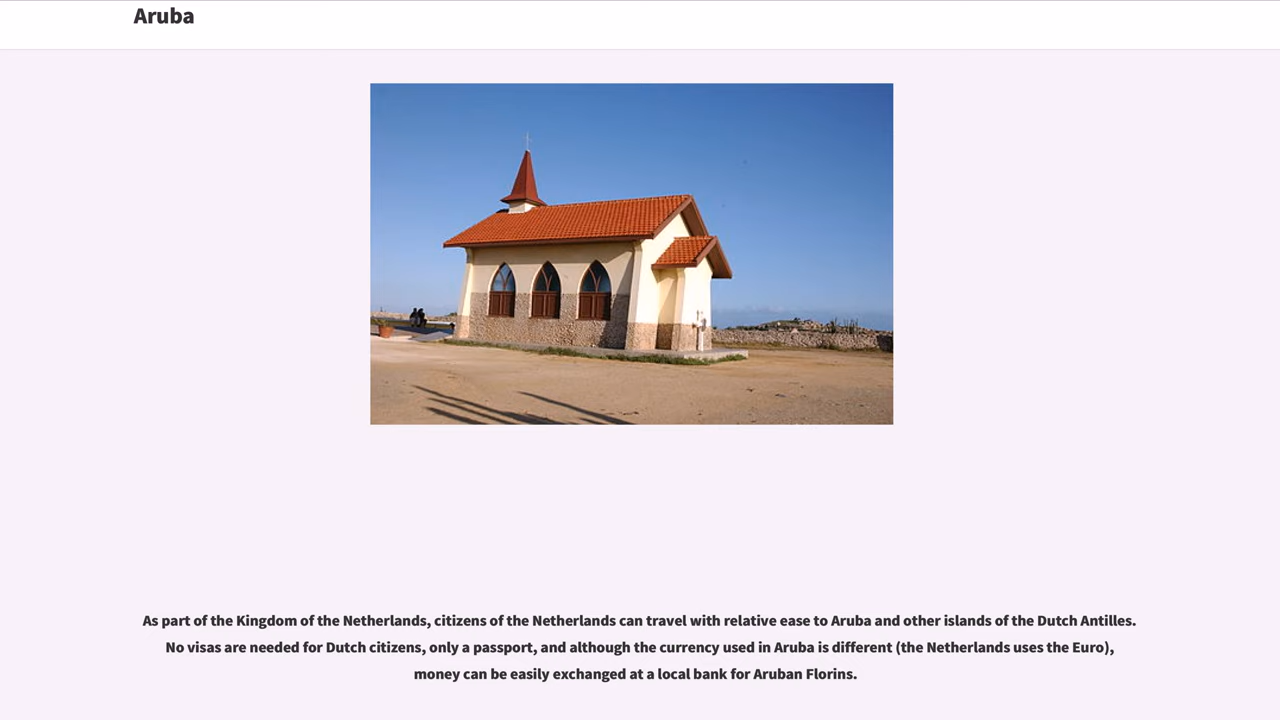 Aruba
As part of the Kingdom of the Netherlands, citizens of the Netherlands can travel with relative ease to Aruba and other islands of the Dutch Antilles.
No visas are needed for Dutch citizens, only a passport, and although the currency used in Aruba is different (the Netherlands uses the Euro),
money can be easily exchanged at a local bank for Aruban Florins.